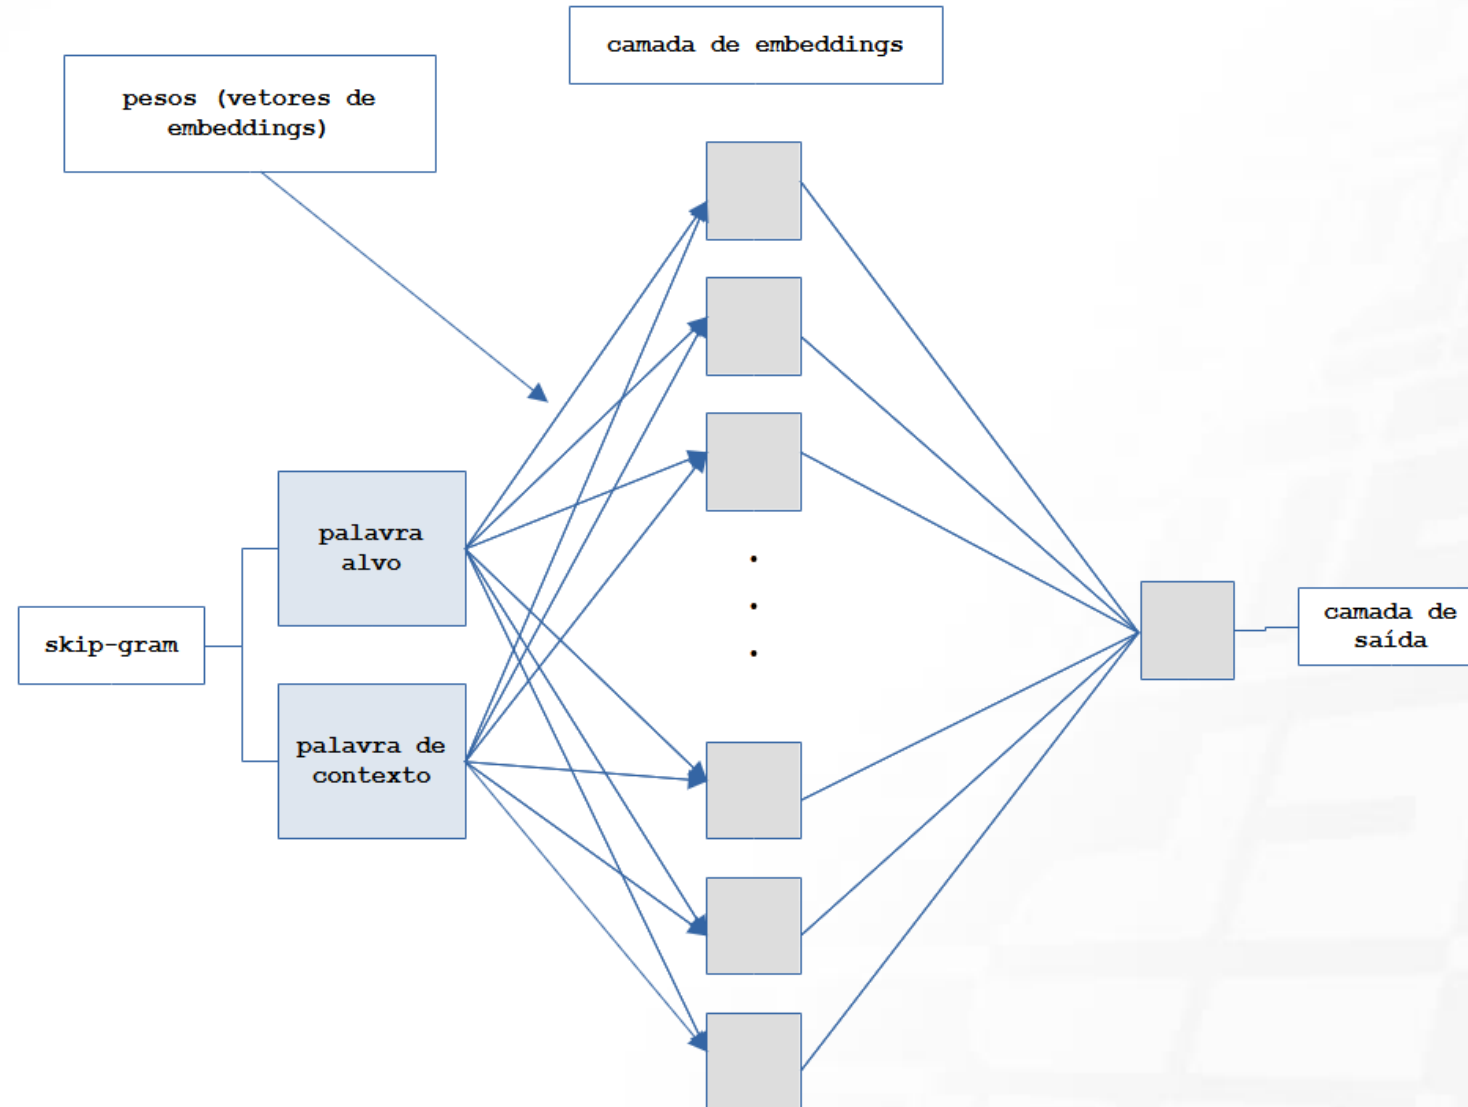 camada de embeddings
pesos (vetores de
embeddings)
palavra
alvo
skip-gram
palavra de
contexto
camada de
saída